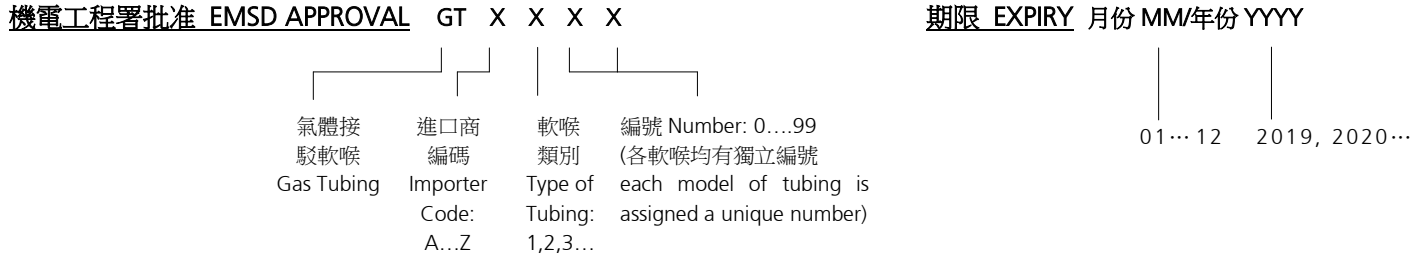 機電工程署批准 EMSD APPROVAL GT X X X X
期限 EXPIRY 月份 MM/年份 YYYY
氣體接
駁軟喉
Gas Tubing
進口商
編碼
Importer
Code:
A…Z
軟喉
類別
Type of
Tubing:
1,2,3…
編號 Number: 0….99
(各軟喉均有獨立編號
each model of tubing is
assigned a unique number)
01… 12
2019, 2020…